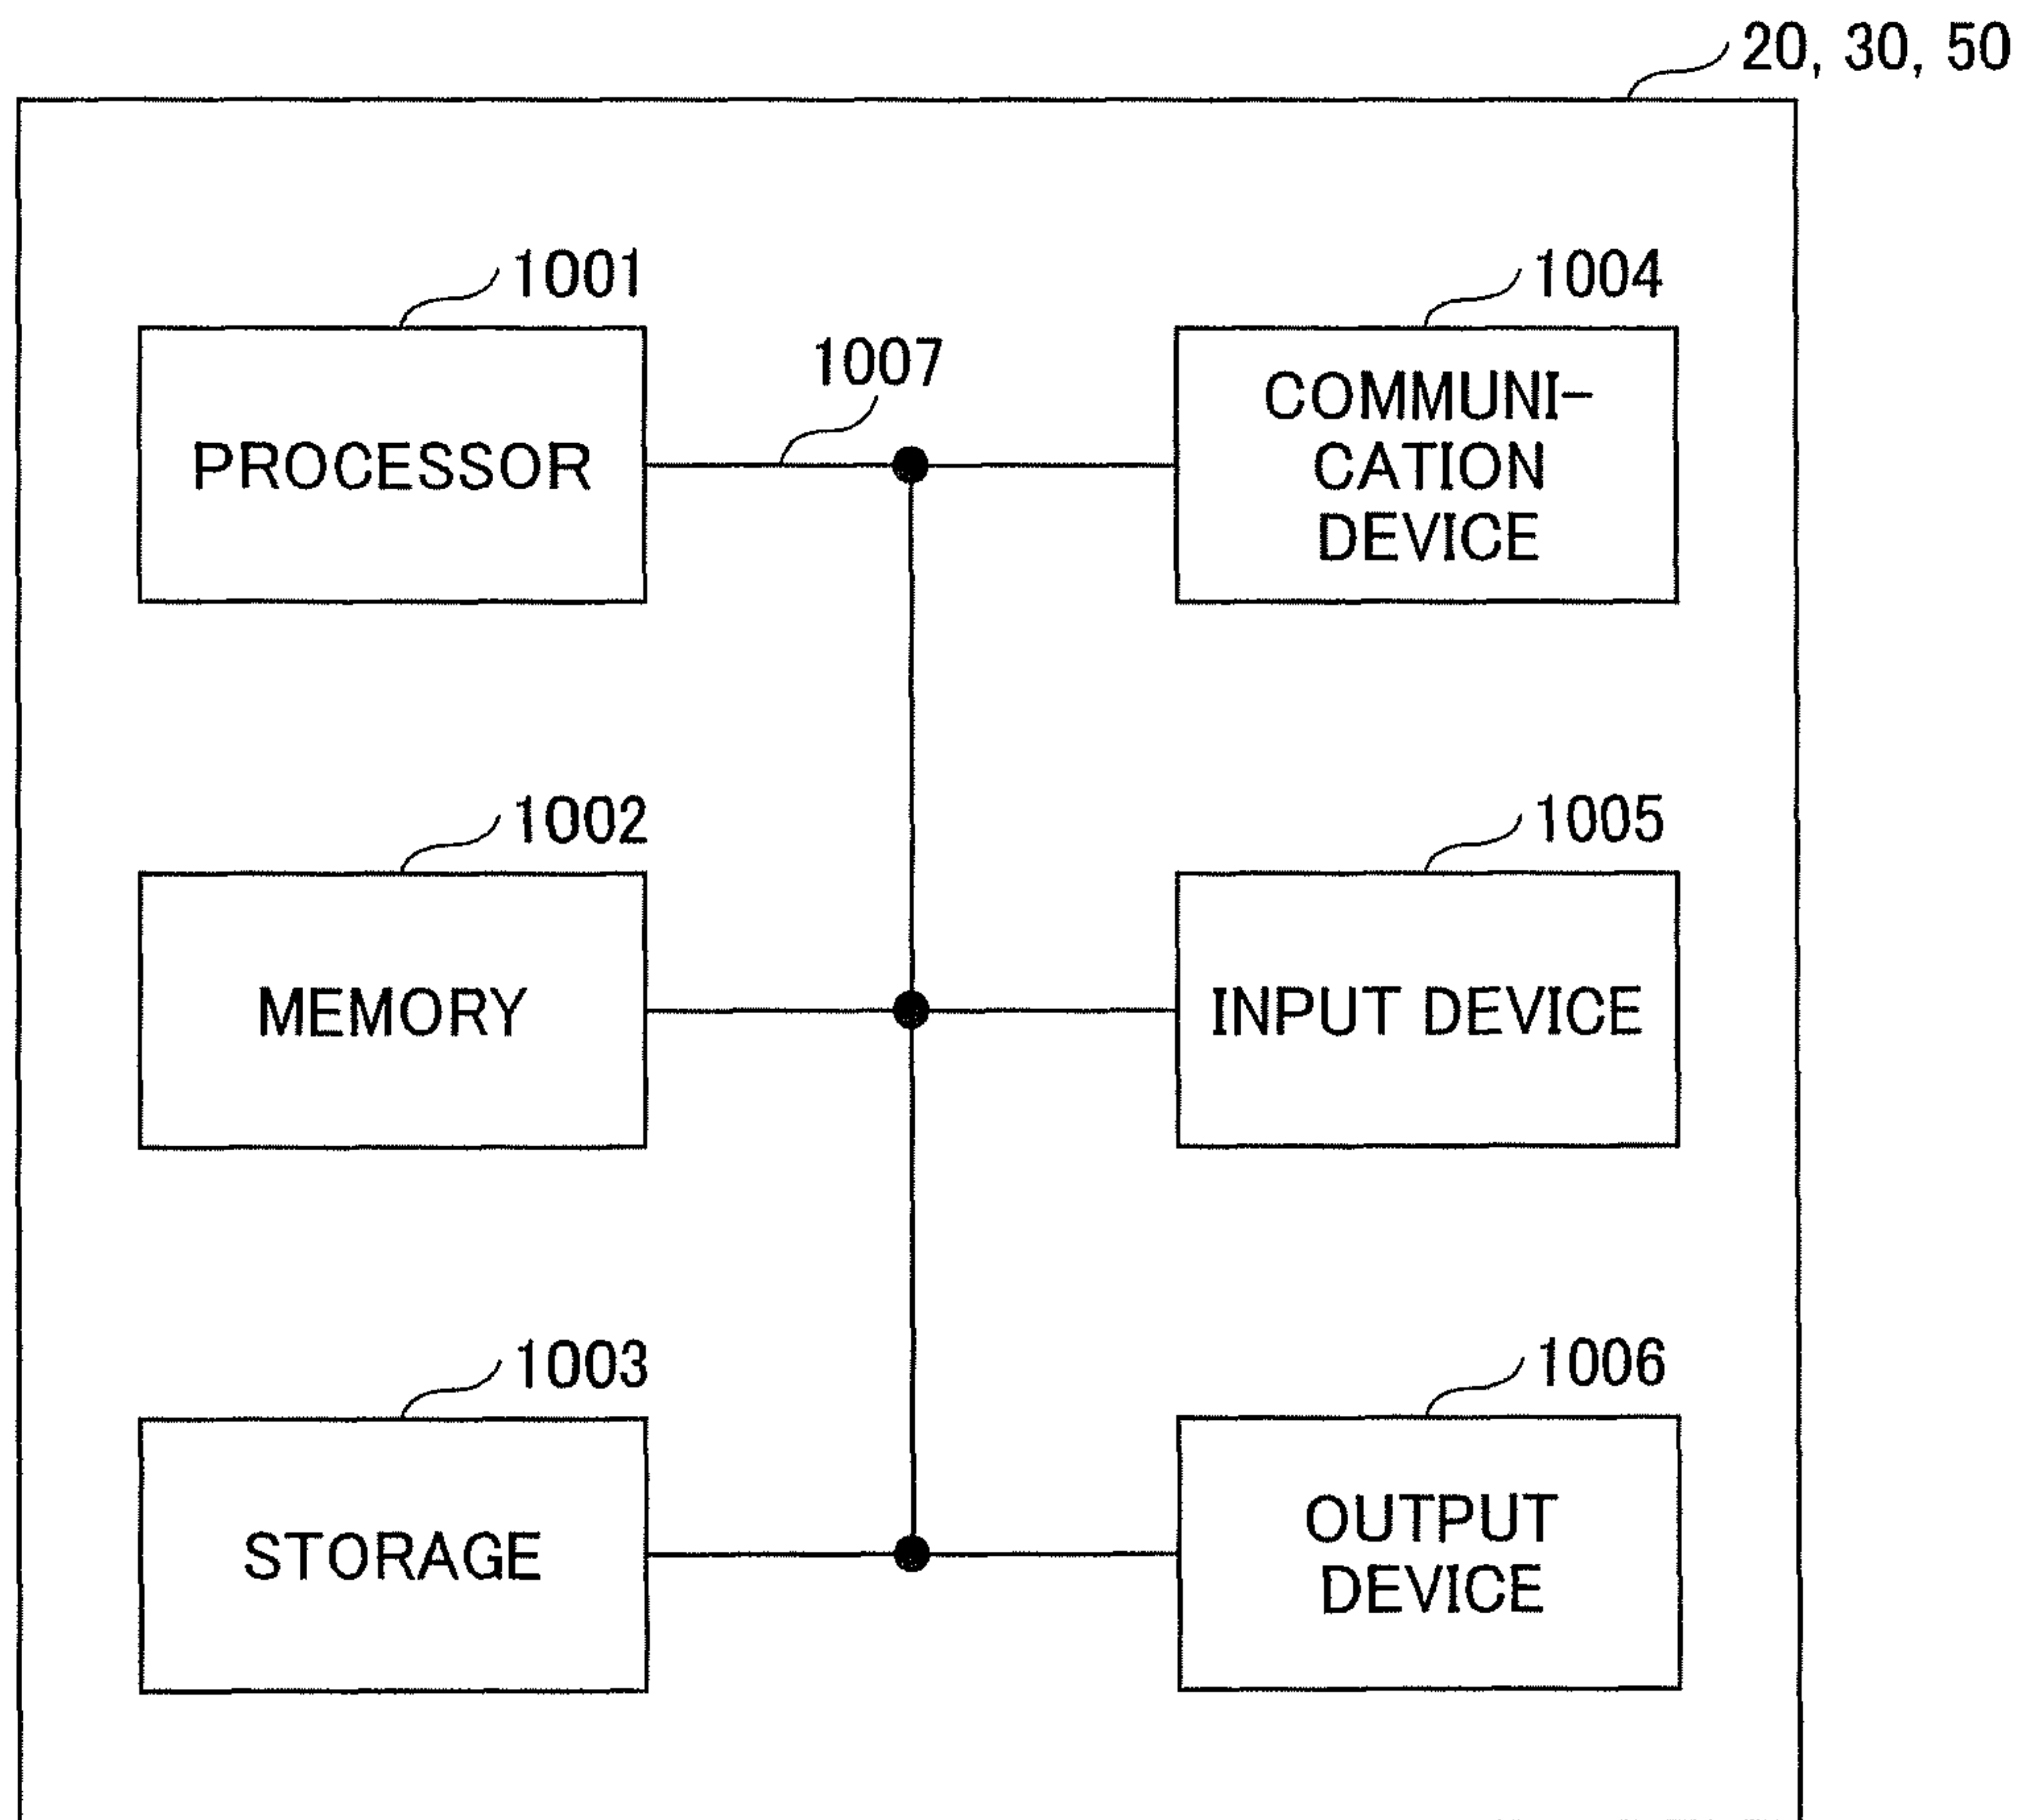 20, 30, 50
1001
PROCESSOR
1007
1004
COMMUNI-
CATION
DEVICE
1002
MEMORY
1005
INPUT DEVICE
1003
STORAGE
1006
OUTPUT
DEVICE